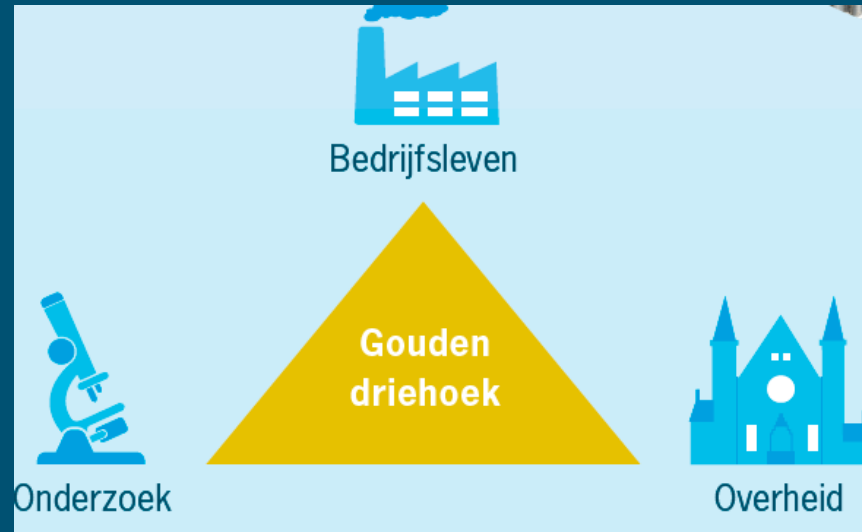 Bedrijfsleven
Gouden
driehoek
Onderzoek
Overheid